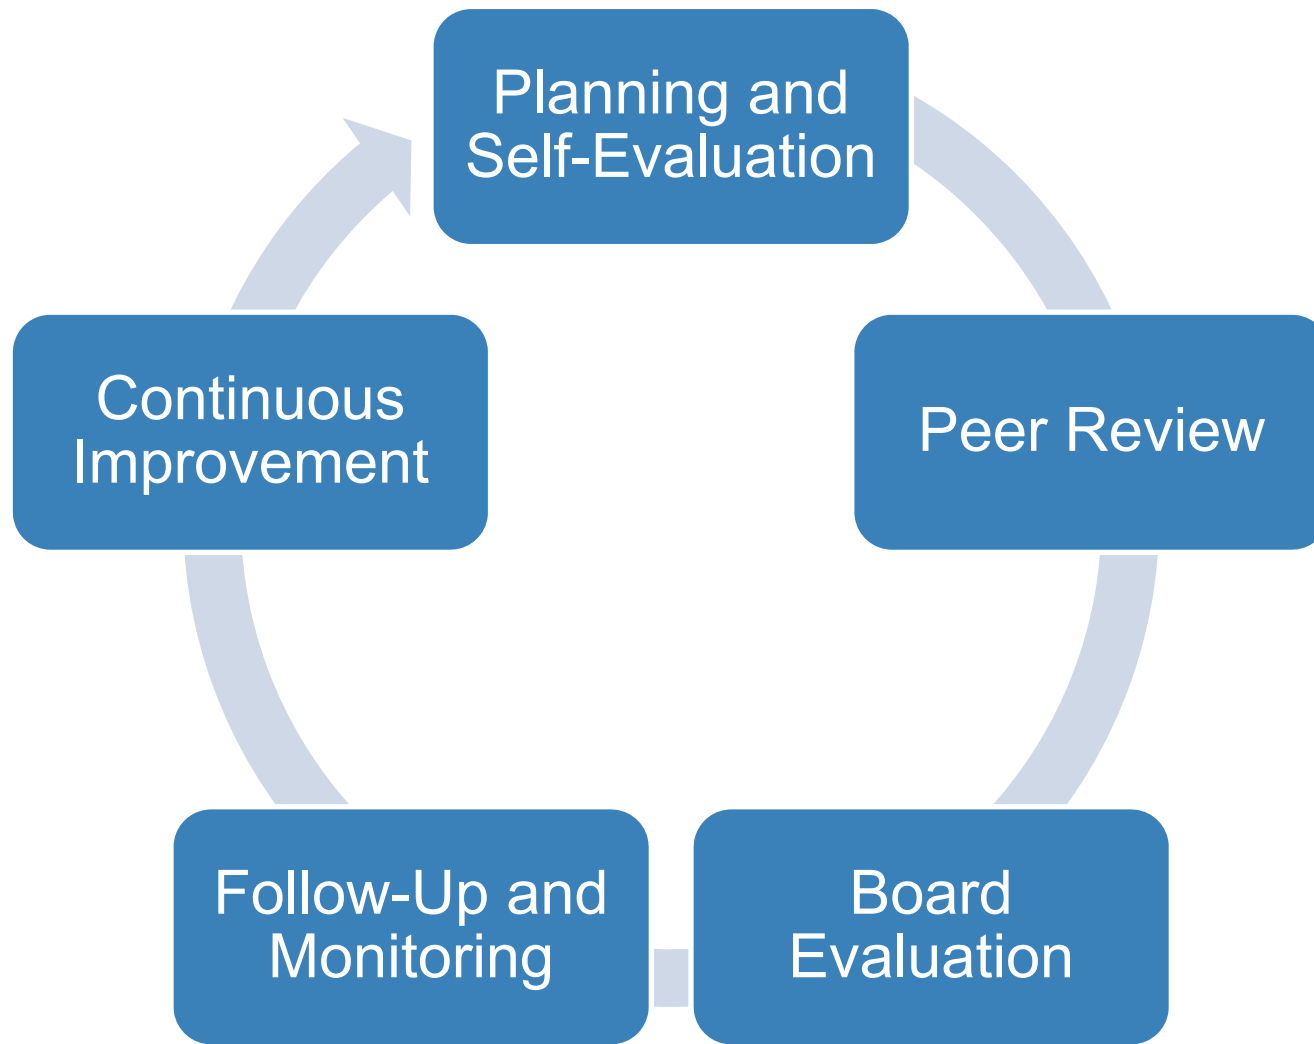 Planning and
Self-Evaluation
Peer Review
Board
Evaluation
Follow-Up and
Monitoring
Continuous
Improvement